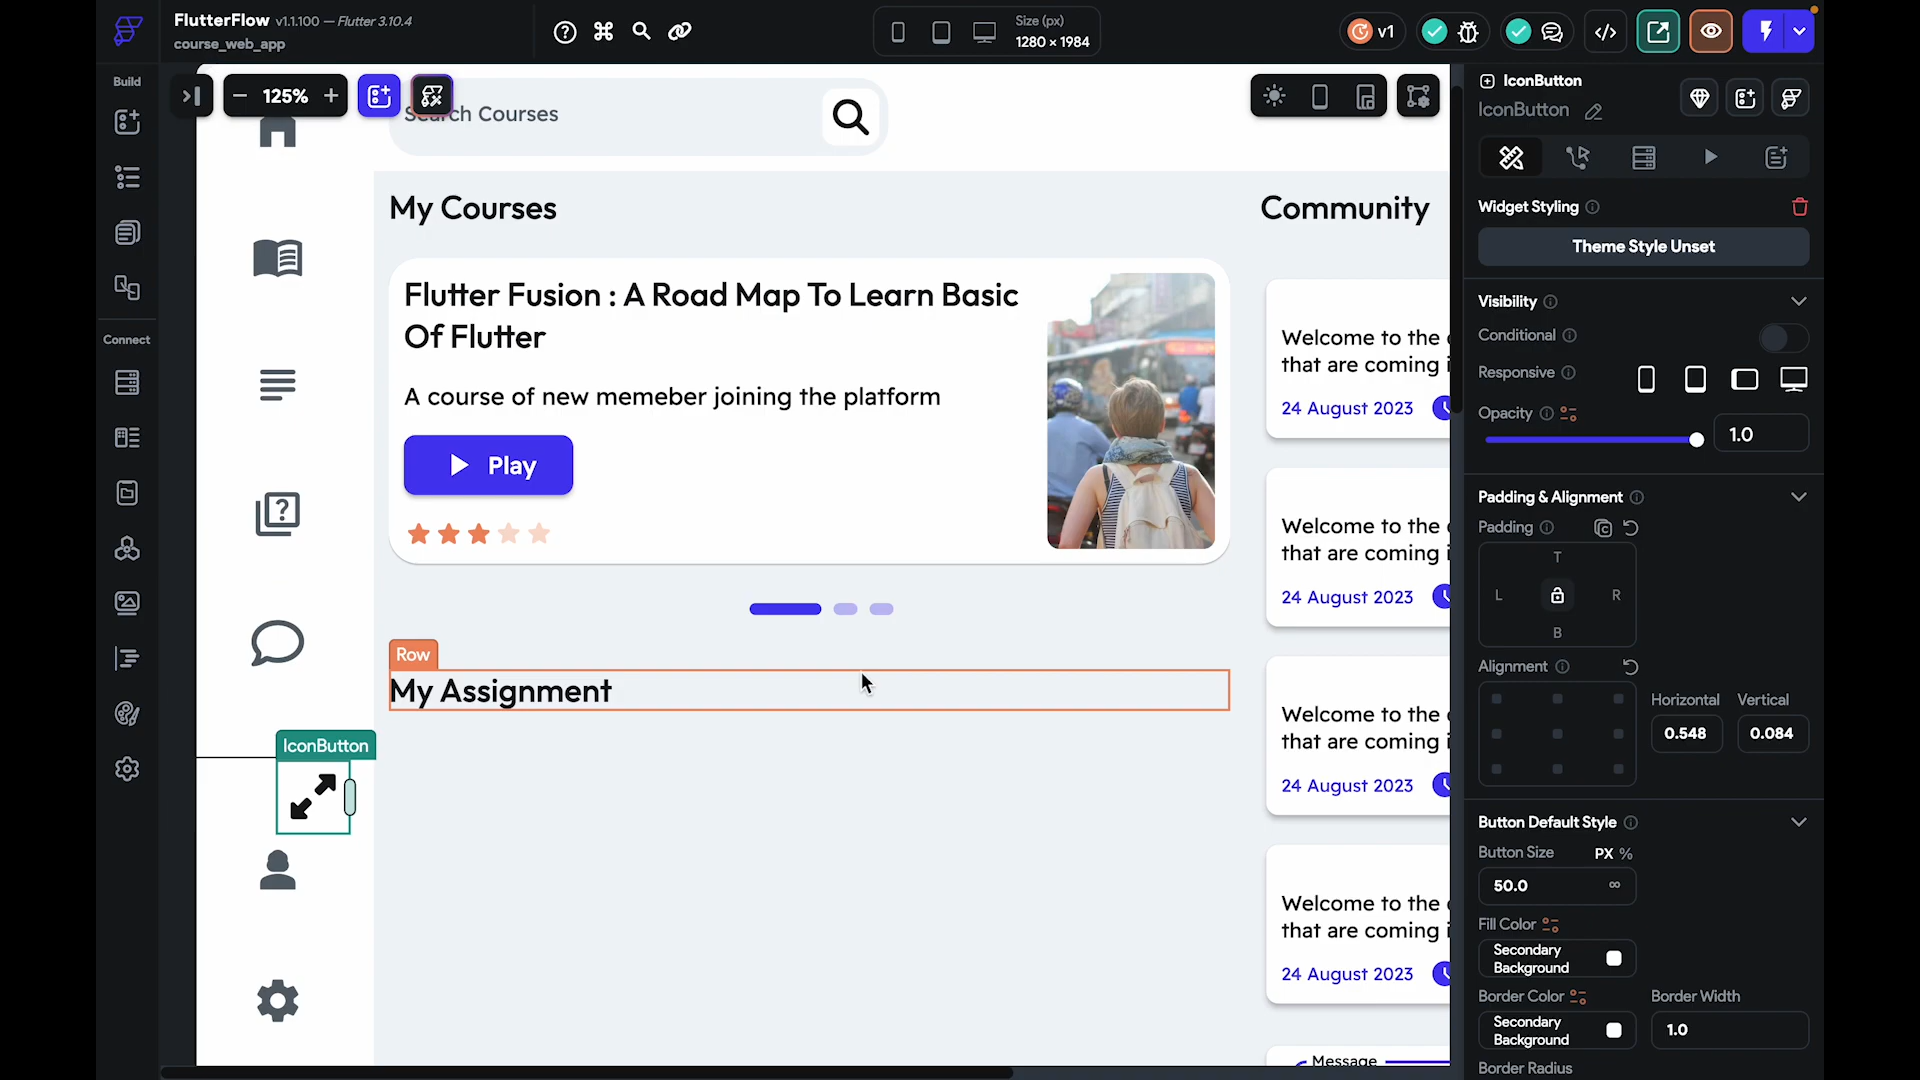 FlutterFlow v1.1.100 — Flutter 3.10.4
course_web_app
Size (px)
1280 × 1984
v1
Build
Connect
125%
Search Courses
My Courses
Flutter Fusion : A Road Map To Learn Basic
Of Flutter
A course of new memeber joining the platform
Play
Row
My Assignment
IconButton
Community
Welcome to the
that are coming
24 August 2023
Welcome to the
that are coming
24 August 2023
Welcome to the
that are coming
24 August 2023
Welcome to the
that are coming
24 August 2023
Message
IconButton
IconButton
Widget Styling
Theme Style Unset
Visibility
Conditional
Responsive
Opacity
1.0
Padding & Alignment
Padding
T
L
R
B
Alignment
Horizontal
Vertical
0.548
0.084
Button Default Style
Button Size
PX %
50.0
∞
Fill Color
Secondary
Background
Border Color
Border Width
Secondary
Background
1.0
Border Radius